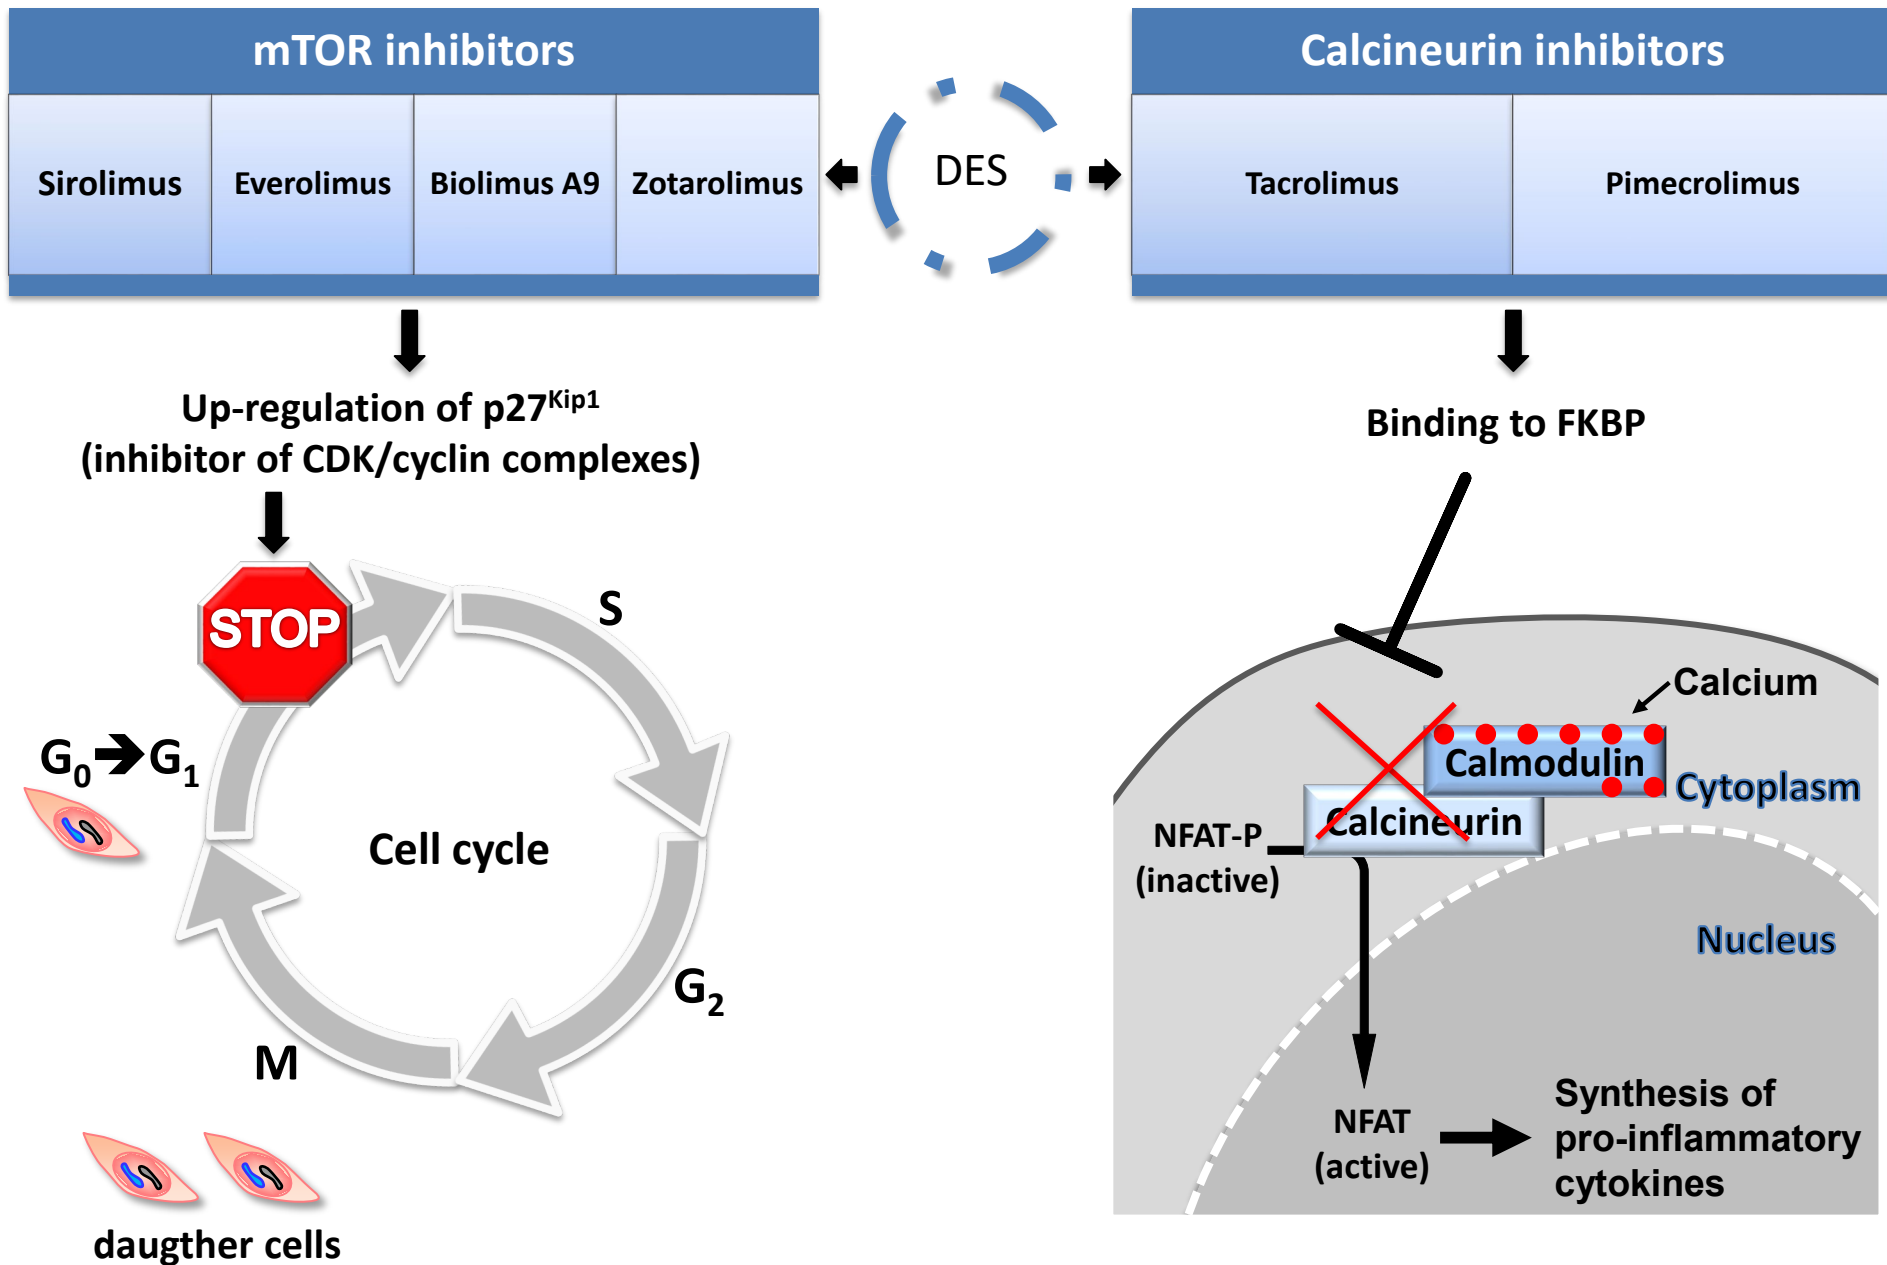 mTOR inhibitors
Sirolimus
Everolimus
Biolimus A9
Zotarolimus
DES
Calcineurin inhibitors
Tacrolimus
Pimecrolimus
Up-regulation of p27Kip1
(inhibitor of CDK/cyclin complexes)
STOP
S
G0 ➔ G1
Cell cycle
G2
M
daugther cells
Binding to FKBP
Calcium
Calmodulin
Cytoplasm
Calcineurin
NFAT-P
(inactive)
Nucleus
NFAT
(active)
Synthesis of
pro-inflammatory
cytokines